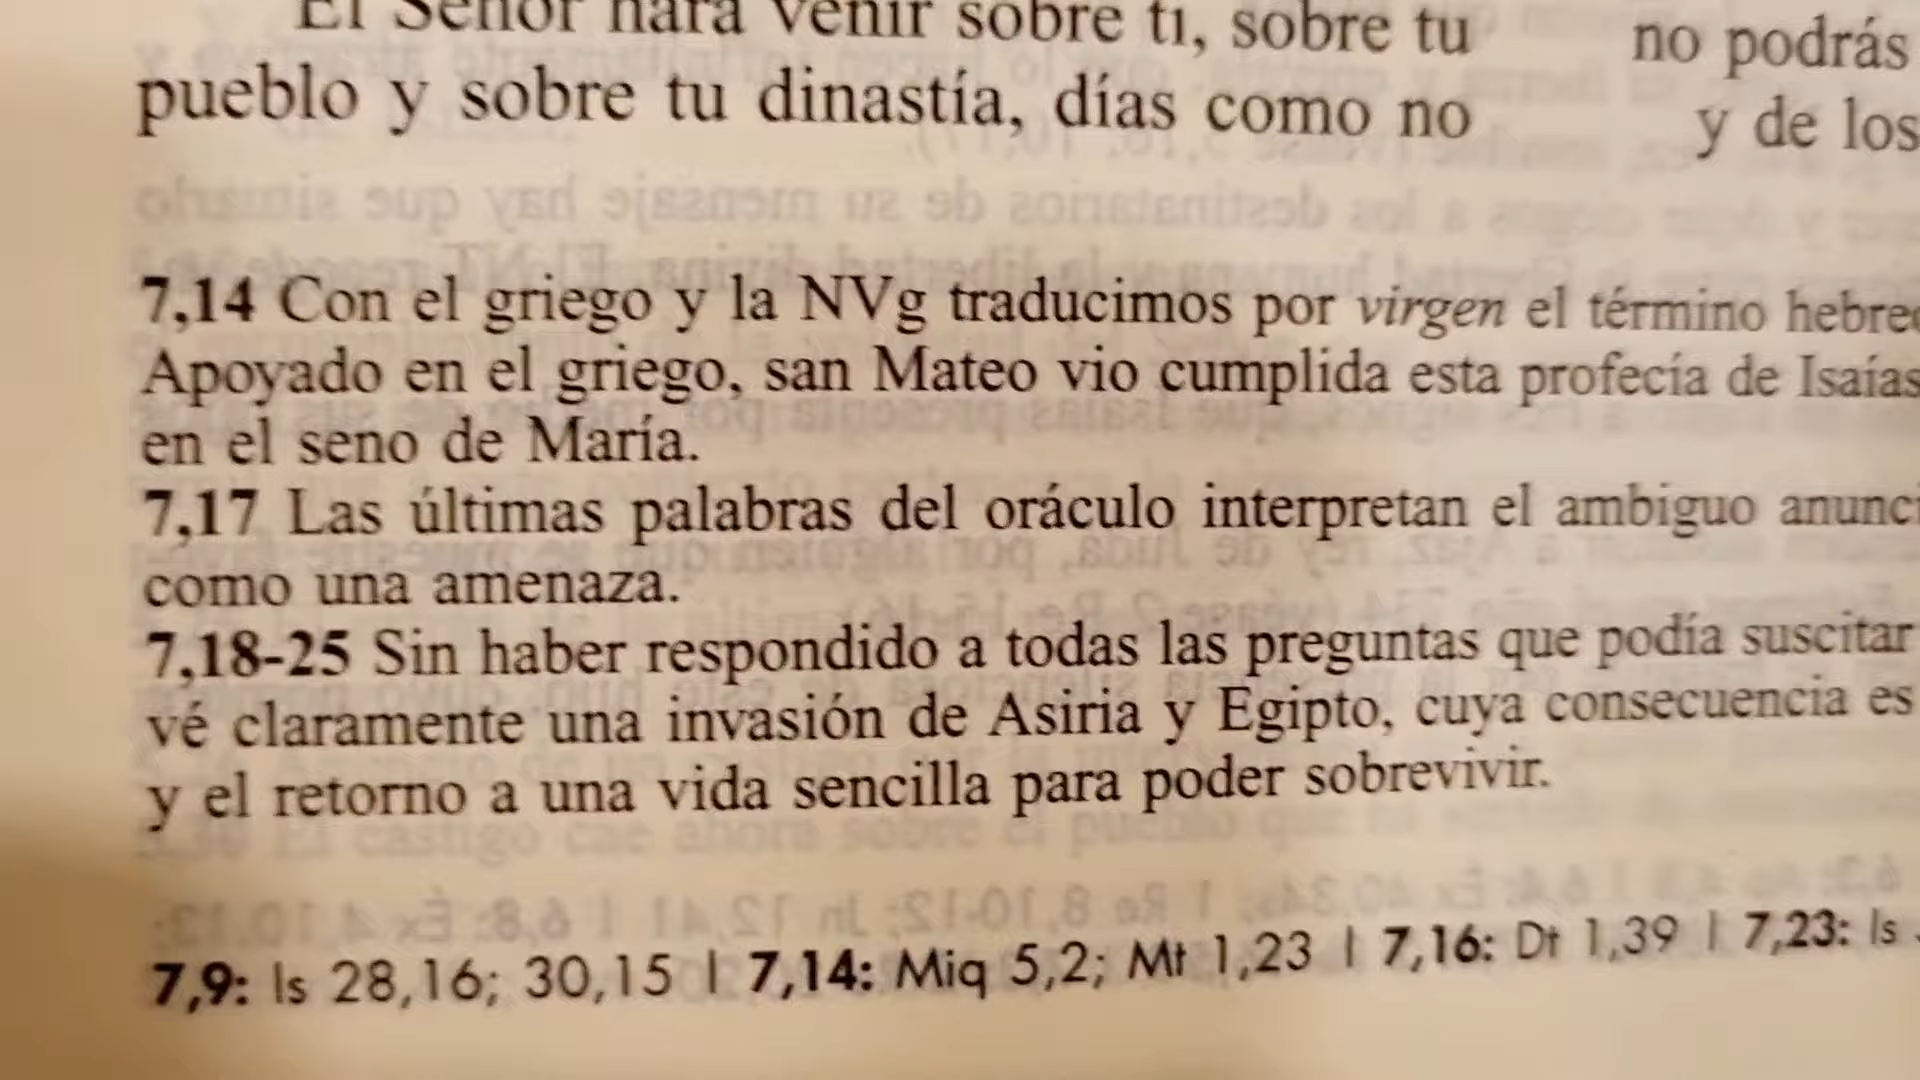 El Señor hará venir sobre ti, sobre tu
pueblo y sobre tu dinastía, días como no
no podrás
y de los
7,14 Con el griego y la NVg traducimos por virgen el término
Apoyado en el griego, san Mateo vio cumplida esta profecía de Isaías
en el seno de María.
7,17 Las últimas palabras del oráculo interpretan el ambiguo
como una amenaza.
7,18-25 Sin haber respondido a todas las preguntas que podía suscitar
vé claramente una invasión de Asiria y Egipto, cuya consecuencia es
y el retorno a una vida sencilla para poder sobrevivir.
7,9: Is 28,16; 30,15 | 7,14: Miq 5,2; Mt 1,23 | 7,16: Dt 1,39 | 7,23: Is